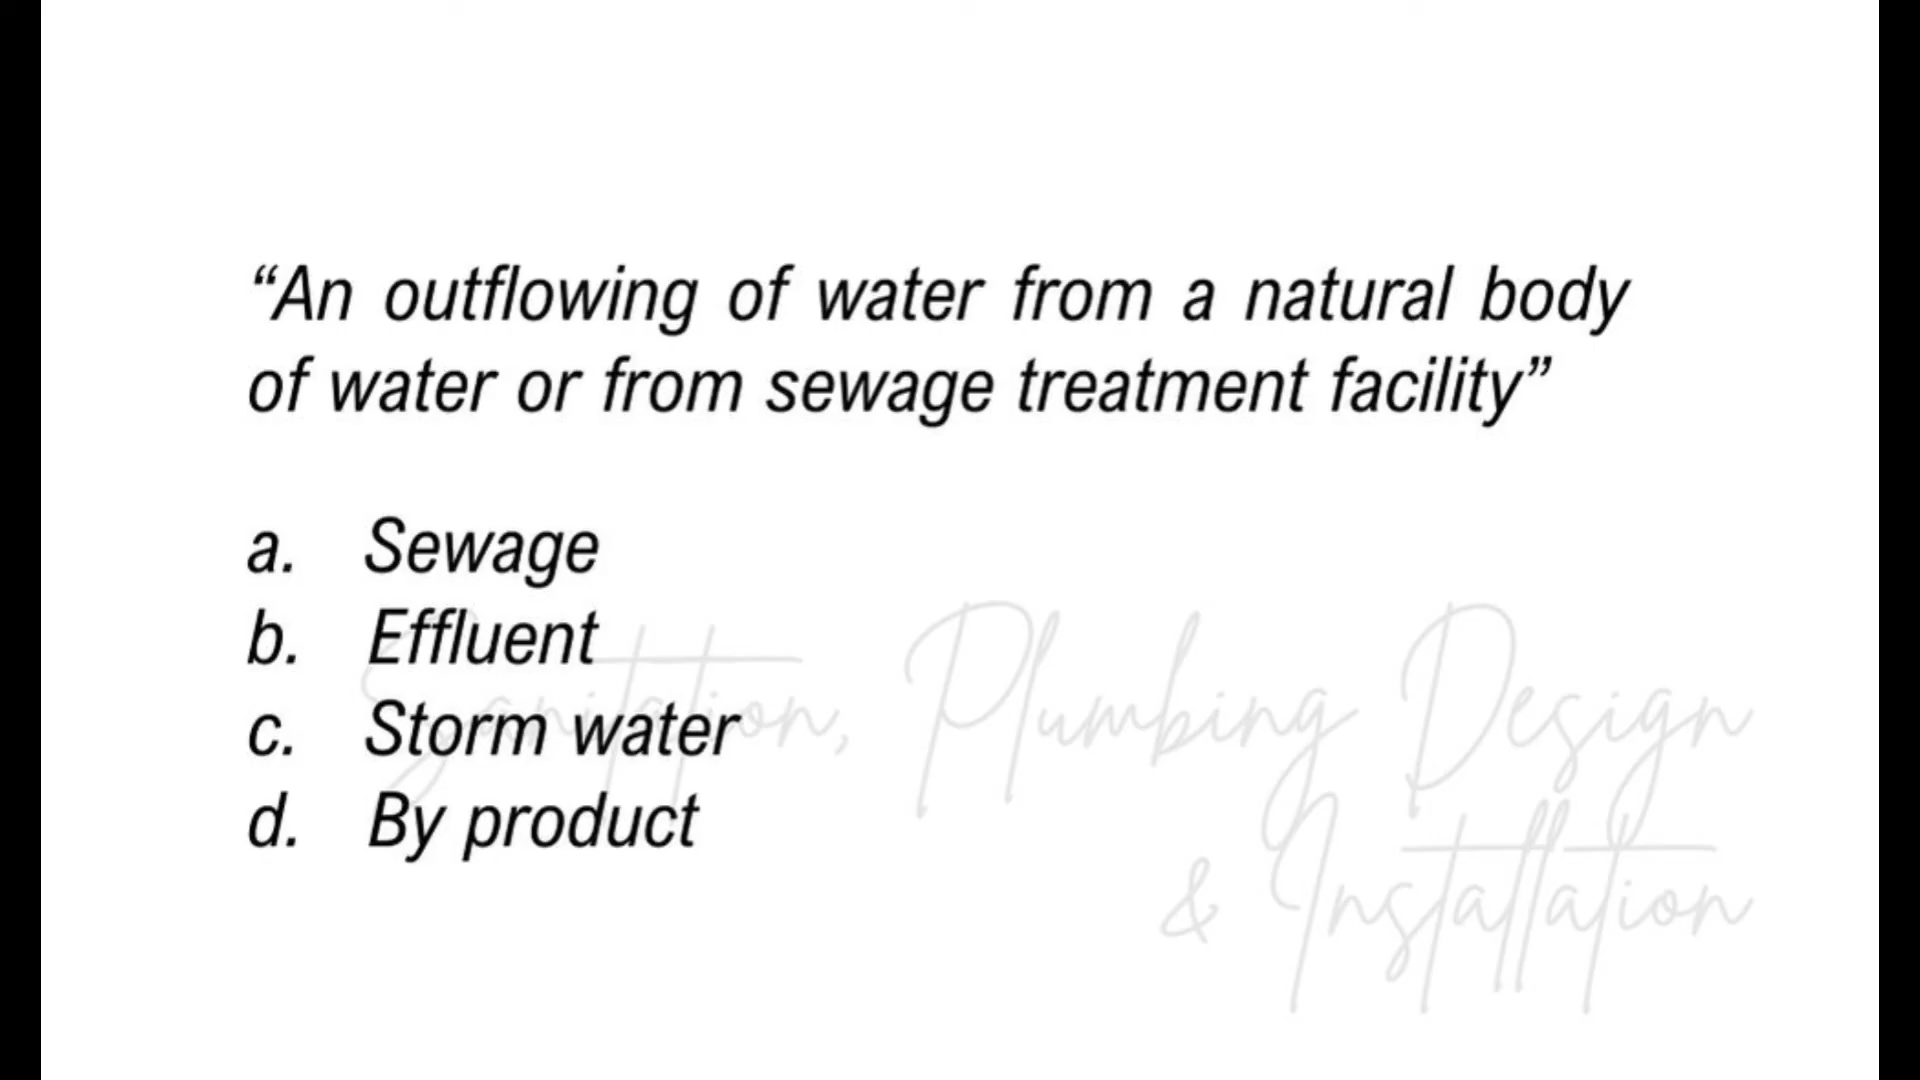 “An outflowing of water from a natural body
of water or from sewage treatment facility”
a. Sewage
b. Effluent
c. Storm water
d. By product
Sanitation, Plumbing Design
& Installation